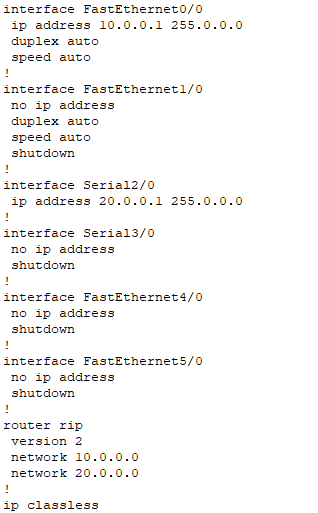 interface FastEthernet0/0
 ip address 10.0.0.1 255.0.0.0
 duplex auto
 speed auto
!
interface FastEthernet1/0
 no ip address
 duplex auto
 speed auto
 shutdown
!
interface Serial2/0
 ip address 20.0.0.1 255.0.0.0
!
interface Serial3/0
 no ip address
 shutdown
!
interface FastEthernet4/0
 no ip address
 shutdown
!
interface FastEthernet5/0
 no ip address
 shutdown
!
router rip
 version 2
 network 10.0.0.0
 network 20.0.0.0
!
ip classless